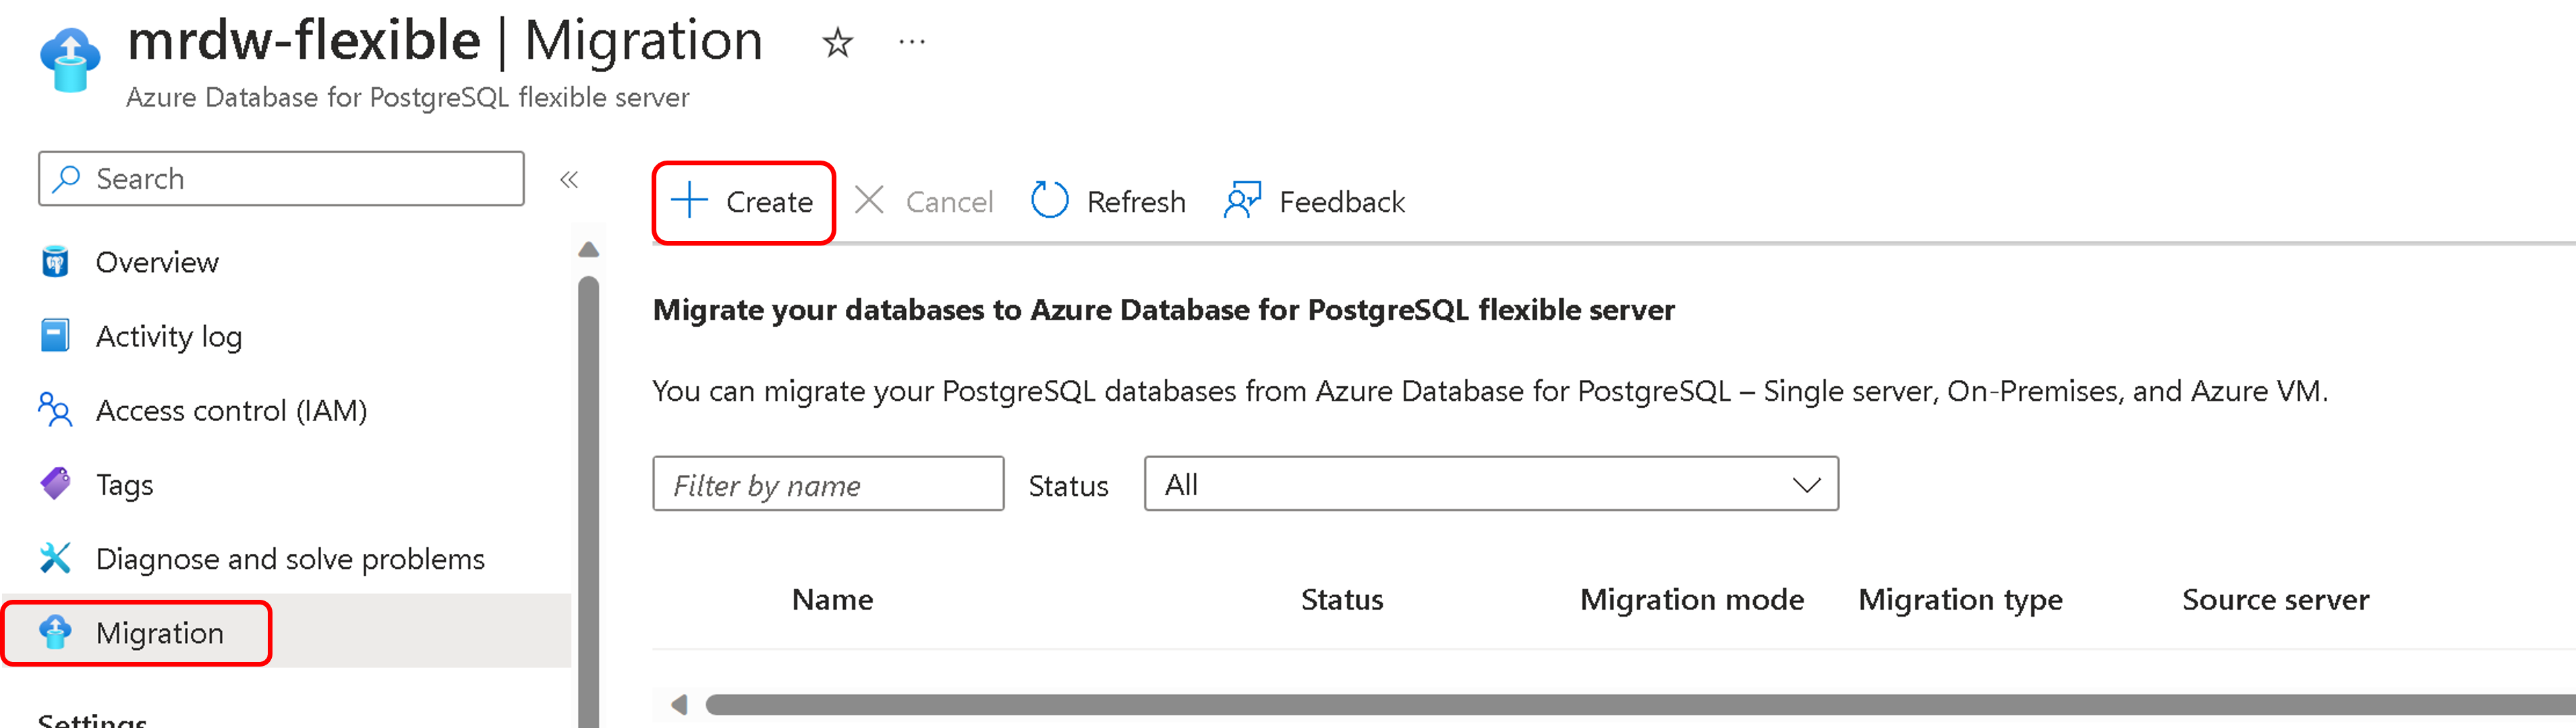 mrdw-flexible | Migration
Azure Database for PostgreSQL flexible server
Search
Overview
Activity log
Access control (IAM)
Tags
Diagnose and solve problems
Migration
Settings
Create Cancel Refresh Feedback
Migrate your databases to Azure Database for PostgreSQL flexible server
You can migrate your PostgreSQL databases from Azure Database for PostgreSQL – Single server, On-Premises, and Azure VM.
Filter by name Status All
Name Status Migration mode Migration type Source server